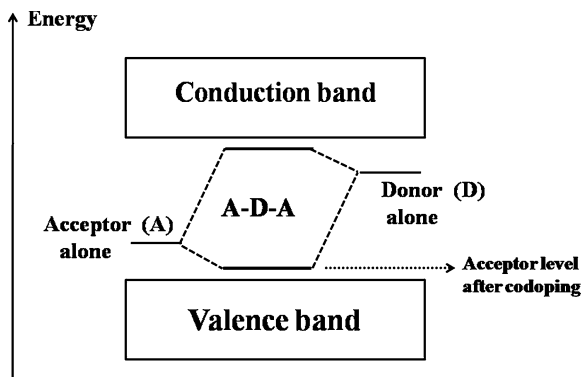 Energy
Conduction band
A-D-A
Donor (D)
alone
Acceptor (A)
alone
Acceptor level
after codoping
Valence band